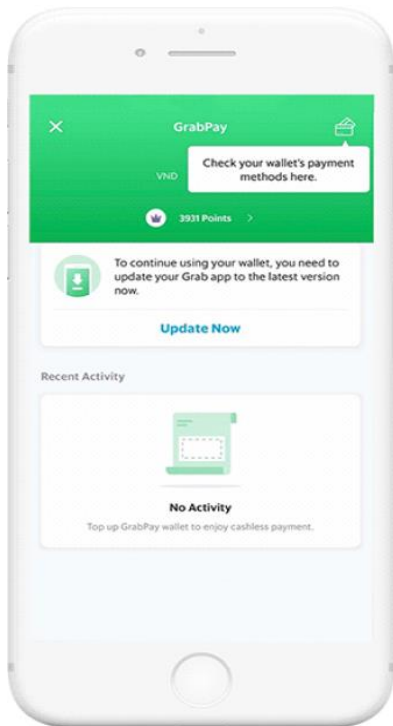 GrabPay
Check your wallet's payment
methods here.
VND
3931 Points >
To continue using your wallet, you need to
update your Grab app to the latest version
now.
Update Now
Recent Activity
No Activity
Top up GrabPay wallet to enjoy cashless payment.